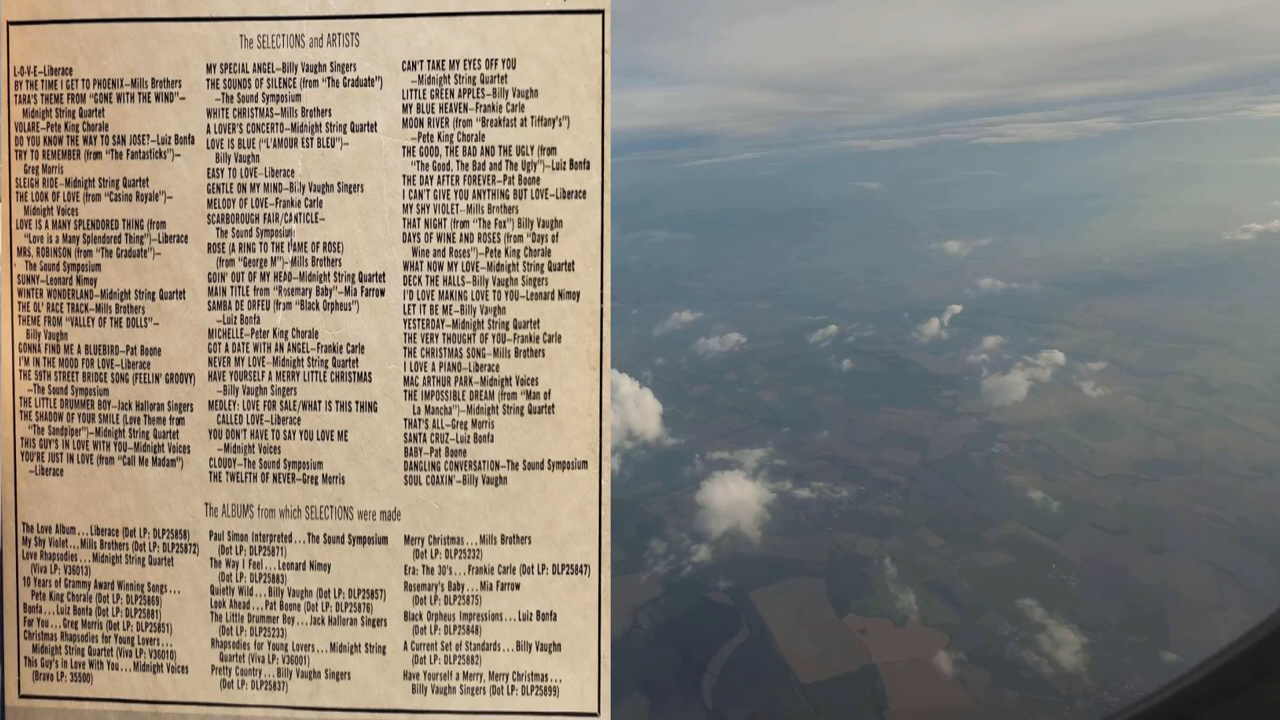 The SELECTIONS and ARTISTS
L-O-V-E—Liberace
BY THE TIME I GET TO PHOENIX—Mills Brothers
TARA'S THEME FROM "GONE WITH THE WIND"—
Midnight String Quartet
VOLARE—Pete King Chorale
DO YOU KNOW THE WAY TO SAN JOSE?—Luiz Bonfa
TRY TO REMEMBER (from "The Fantasticks")—
Greg Morris
SLEIGH RIDE—Midnight String Quartet
THE LOOK OF LOVE (from "Casino Royale")—
Midnight Voices
LOVE IS A MANY SPLENDORED THING (from
"Love is a Many Splendored Thing")—Liberace
MRS. ROBINSON (from "The Graduate")—
The Sound Symposium
SUNNY—Leonard Nimoy
WINTER WONDERLAND—Midnight String Quartet
THE OL' RACE TRACK—Mills Brothers
THEME FROM "VALLEY OF THE DOLLS"—
Billy Vaughn
GONNA FIND ME A BLUEBIRD—Pat Boone
I'M IN THE MOOD FOR LOVE—Liberace
THE 59TH STREET BRIDGE SONG (FEELIN' GROOVY)
—The Sound Symposium
THE LITTLE DRUMMER BOY—Jack Halloran Singers
THE SHADOW OF YOUR SMILE (Love Theme from
"The Sandpiper")—Midnight String Quartet
THIS GUY'S IN LOVE WITH YOU—Midnight Voices
YOU'RE JUST IN LOVE (from "Call Me Madam")
—Liberace
MY SPECIAL ANGEL—Billy Vaughn Singers
THE SOUNDS OF SILENCE (from "The Graduate")
—The Sound Symposium
WHITE CHRISTMAS—Mills Brothers
A LOVER'S CONCERTO—Midnight String Quartet
LOVE IS BLUE ("L'AMOUR EST BLEU")—
Billy Vaughn
EASY TO LOVE—Liberace
GENTLE ON MY MIND—Billy Vaughn Singers
MELODY OF LOVE—Frankie Carle
SCARBOROUGH FAIR/CANTICLE—
The Sound Symposium
ROSE (A RING TO THE NAME OF ROSE)
(from "George M")—Mills Brothers
GOIN' OUT OF MY HEAD—Midnight String Quartet
MAIN TITLE from "Rosemary Baby"—Mia Farrow
SAMBA DE ORFEU (from "Black Orpheus")
—Luiz Bonfa
MICHELLE—Peter King Chorale
GOT A DATE WITH AN ANGEL—Frankie Carle
NEVER MY LOVE—Midnight String Quartet
HAVE YOURSELF A MERRY LITTLE CHRISTMAS
—Billy Vaughn Singers
MEDLEY: LOVE FOR SALE/WHAT IS THIS THING
CALLED LOVE—Liberace
YOU DON'T HAVE TO SAY YOU LOVE ME
—Midnight Voices
CLOUDY—The Sound Symposium
THE TWELFTH OF NEVER—Greg Morris
CAN'T TAKE MY EYES OFF YOU
—Midnight String Quartet
LITTLE GREEN APPLES—Billy Vaughn
MY BLUE HEAVEN—Frankie Carle
MOON RIVER (from "Breakfast at Tiffany's")
—Pete King Chorale
THE GOOD, THE BAD AND THE UGLY (from
"The Good, The Bad and The Ugly")—Luiz Bonfa
THE DAY AFTER FOREVER—Pat Boone
I CAN'T GIVE YOU ANYTHING BUT LOVE—Liberace
MY SHY VIOLET—Mills Brothers
THAT NIGHT (from "The Fox") Billy Vaughn
DAYS OF WINE AND ROSES (from "Days of
Wine and Roses")—Pete King Chorale
WHAT NOW MY LOVE—Midnight String Quartet
DECK THE HALLS—Billy Vaughn Singers
I'D LOVE MAKING LOVE TO YOU—Leonard Nimoy
LET IT BE ME—Billy Vaughn
YESTERDAY—Midnight String Quartet
THE VERY THOUGHT OF YOU—Frankie Carle
THE CHRISTMAS SONG—Mills Brothers
I LOVE A PIANO—Liberace
MAC ARTHUR PARK—Midnight Voices
THE IMPOSSIBLE DREAM (from "Man of
La Mancha")—Midnight String Quartet
THAT'S ALL—Greg Morris
SANTA CRUZ—Luiz Bonfa
BABY—Pat Boone
DANGLING CONVERSATION—The Sound Symposium
SOUL COAXIN'—Billy Vaughn
The ALBUMS from which SELECTIONS were made
The Love Album...Liberace (Dot LP: DLP25858)
My Shy Violet...Mills Brothers (Dot LP: DLP25872)
Love Rhapsodies...Midnight String Quartet
(Viva LP: V36013)
10 Years of Grammy Award Winning Songs...
Pete King Chorale (Dot LP: DLP25869)
Bonfa...Luiz Bonfa (Dot LP: DLP25881)
For You...Greg Morris (Dot LP: DLP25851)
Christmas Rhapsodies for Young Lovers...
Midnight String Quartet (Viva LP: V36010)
This Guy's in Love With You...Midnight Voices
(Bravo LP: 35500)
Paul Simon Interpreted...The Sound Symposium
(Dot LP: DLP25871)
The Way I Feel...Leonard Nimoy
(Dot LP: DLP25883)
Quietly Wild...Billy Vaughn (Dot LP: DLP25857)
Look Ahead...Pat Boone (Dot LP: DLP25876)
The Little Drummer Boy...Jack Halloran Singers
(Dot LP: DLP25233)
Rhapsodies for Young Lovers...Midnight String
Quartet (Viva LP: V36001)
Pretty Country...Billy Vaughn Singers
(Dot LP: DLP25837)
Merry Christmas...Mills Brothers
(Dot LP: DLP25232)
Era: The 30's...Frankie Carle (Dot LP: DLP25847)
Rosemary's Baby...Mia Farrow
(Dot LP: DLP25875)
Black Orpheus Impressions...Luiz Bonfa
(Dot LP: DLP25848)
A Current Set of Standards...Billy Vaughn
(Dot LP: DLP25882)
Have Yourself a Merry, Merry Christmas...
Billy Vaughn Singers (Dot LP: DLP25899)